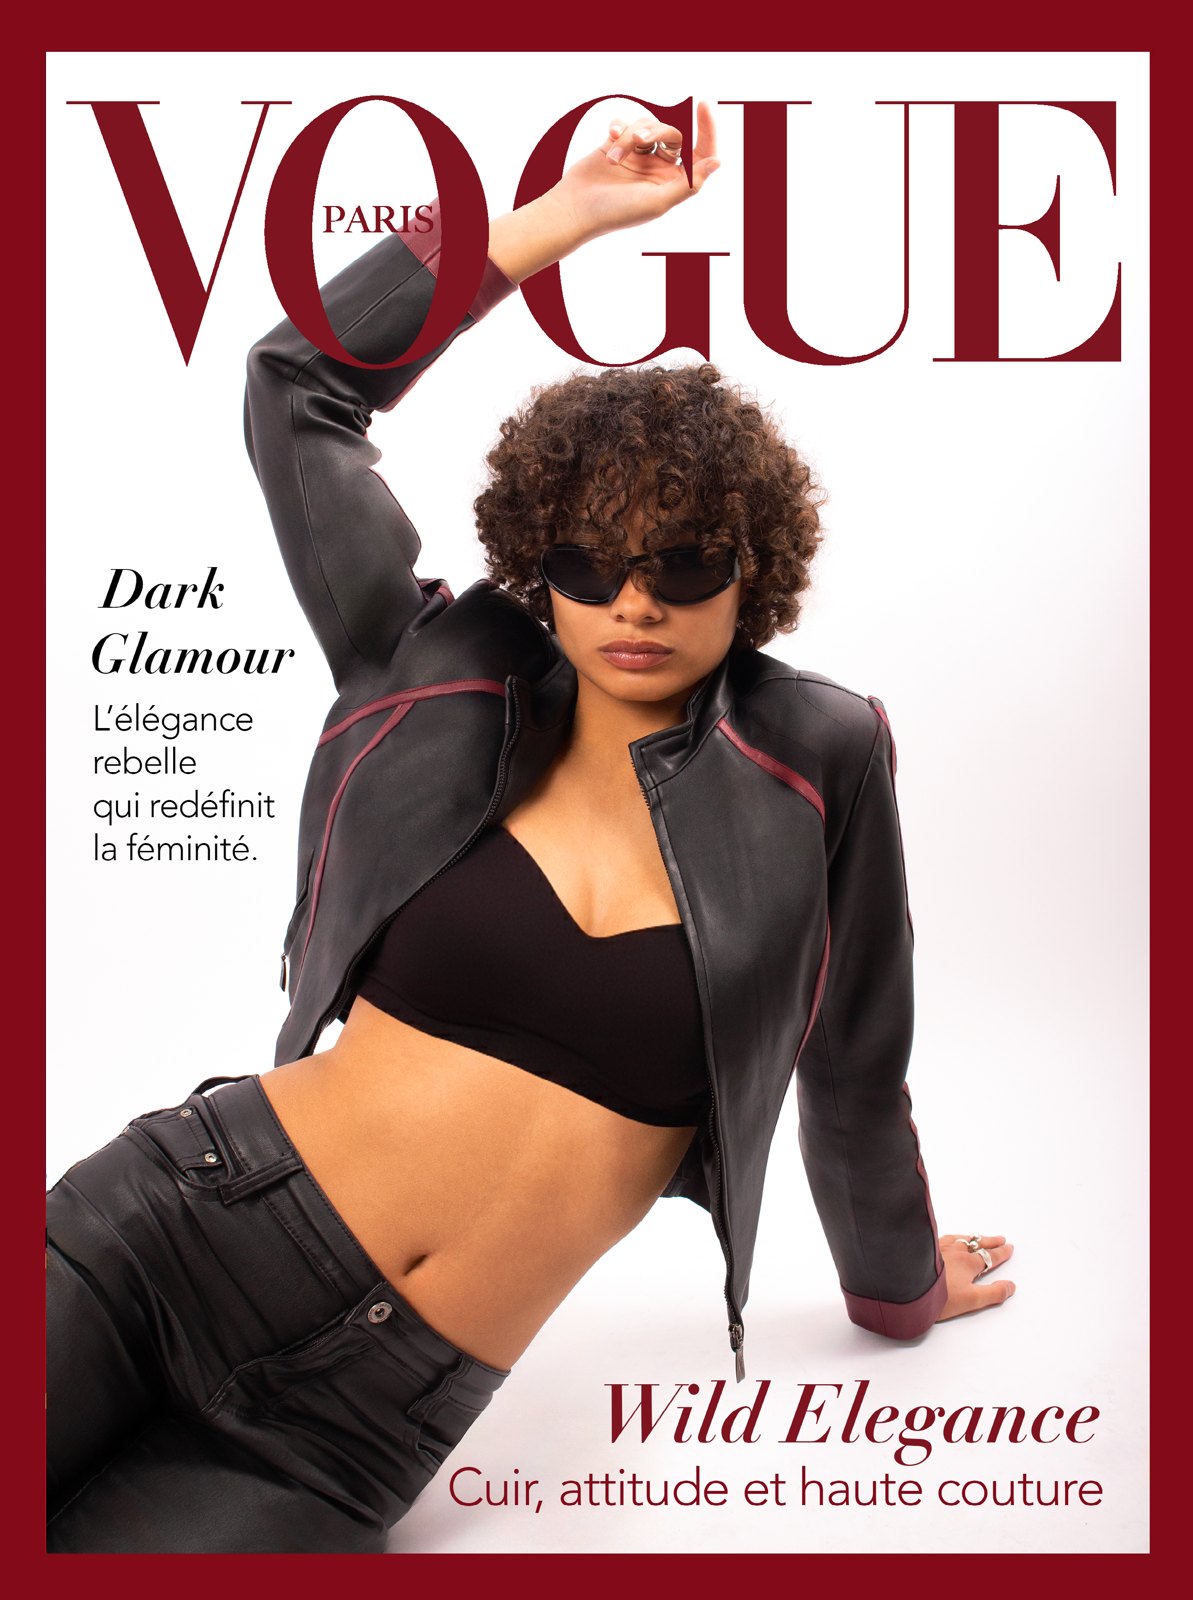 VOGUE
PARIS
Dark
Glamour
L'élégance
rebelle
qui redéfinit
la féminité.
Wild Elegance
Cuir, attitude et haute couture